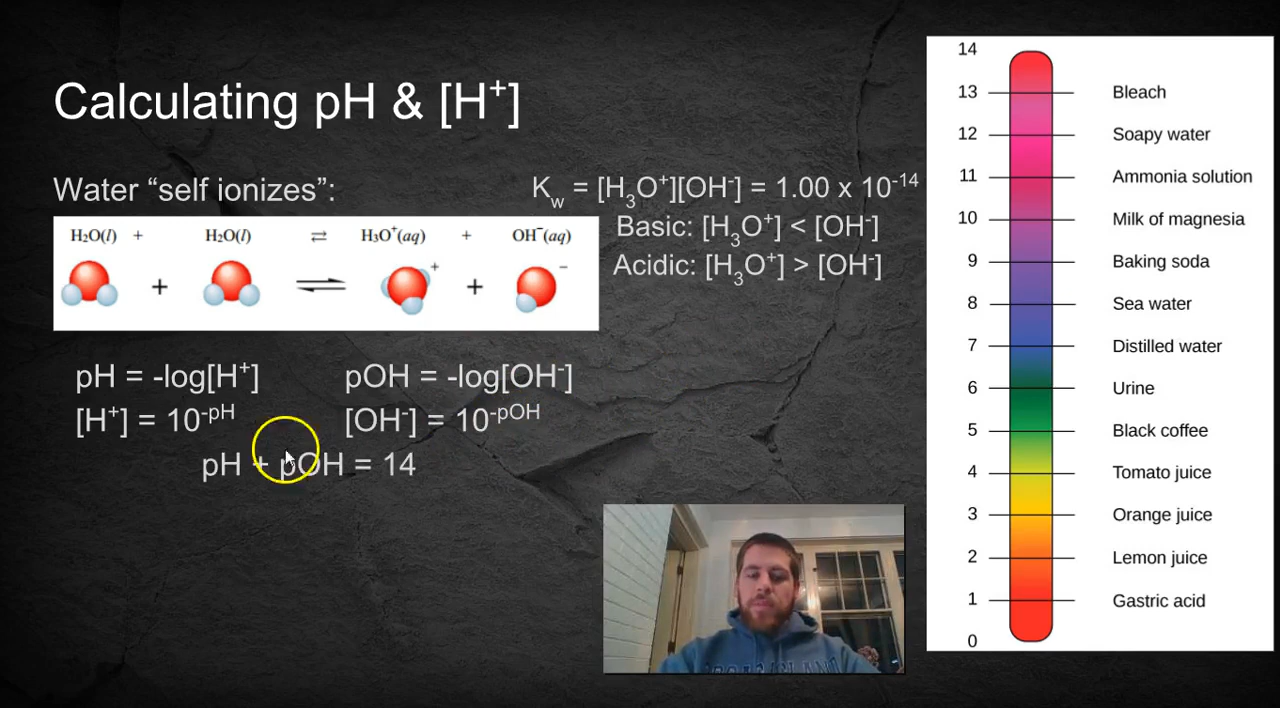 Calculating pH & [H⁺]
Water “self ionizes”:
H₂O(l) + H₂O(l) ⇄ H₃O⁺(aq) + OH⁻(aq)
+ ⇌ + + −
K_w = [H₃O⁺][OH⁻] = 1.00 x 10⁻¹⁴
Basic: [H₃O⁺] < [OH⁻]
Acidic: [H₃O⁺] > [OH⁻]
pH = -log[H⁺] pOH = -log[OH⁻]
[H⁺] = 10^-pH [OH⁻] = 10^-pOH
pH + pOH = 14
14
13 Bleach
12 Soapy water
11 Ammonia solution
10 Milk of magnesia
9 Baking soda
8 Sea water
7 Distilled water
6 Urine
5 Black coffee
4 Tomato juice
3 Orange juice
2 Lemon juice
1 Gastric acid
0